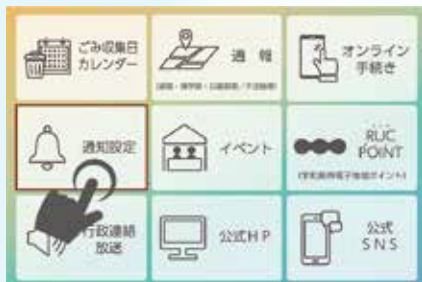 ごみ収集日
カレンダー
通 報
オンライン
手続き
通知設定
イベント
RUC
POINT
行政連絡
放送
公式HP
公式
SNS